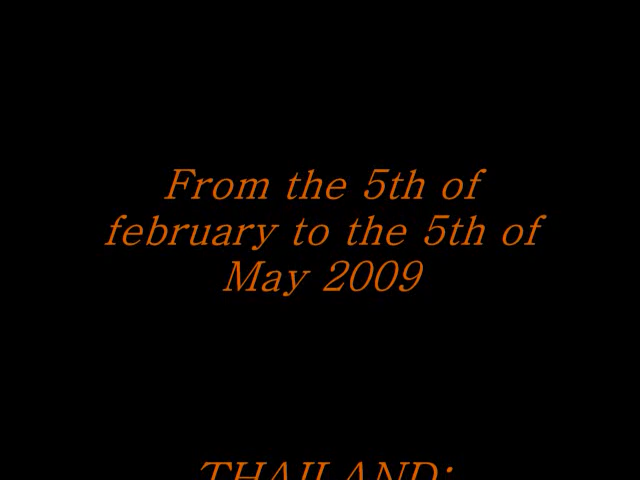 From the 5th of
february to the 5th of
May 2009
THAILAND: